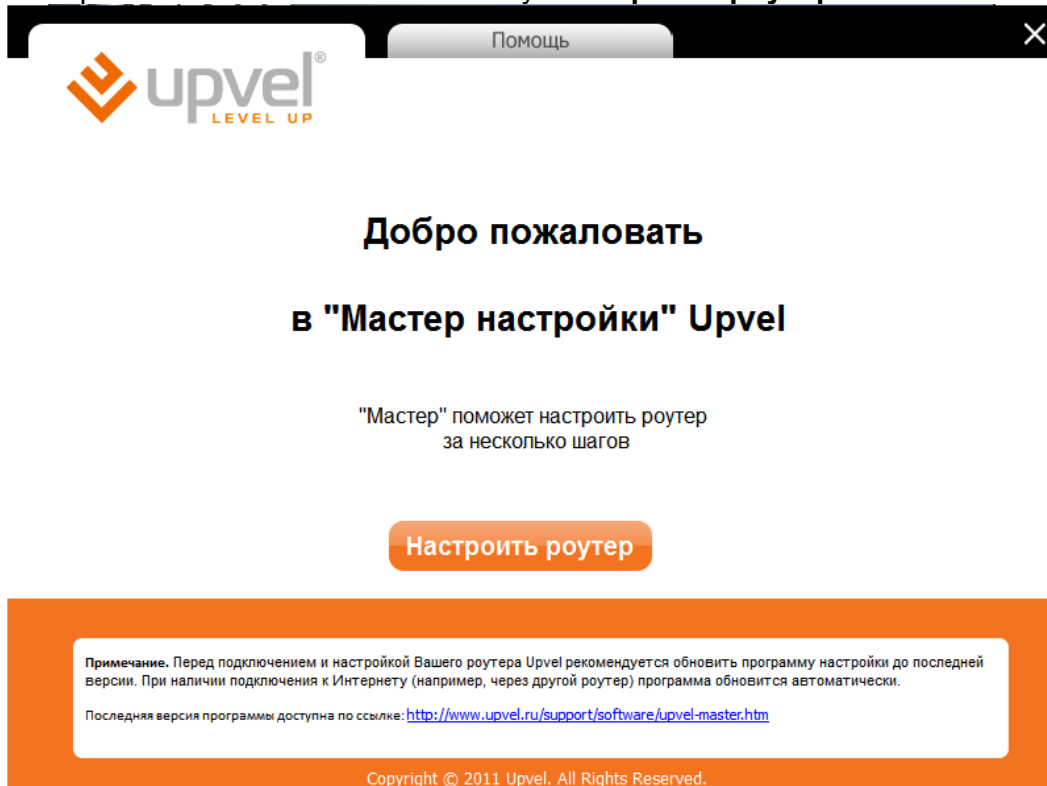 Помощь
upvel®
LEVEL UP
Добро пожаловать
в "Мастер настройки" Upvel
"Мастер" поможет настроить роутер
за несколько шагов
Настроить роутер
Примечание. Перед подключением и настройкой Вашего роутера Upvel рекомендуется обновить программу настройки до последней
версии. При наличии подключения к Интернету (например, через другой роутер) программа обновится автоматически.
Последняя версия программы доступна по ссылке: http://www.upvel.ru/support/software/upvel-master.htm
Copyright © 2011 Upvel. All Rights Reserved.